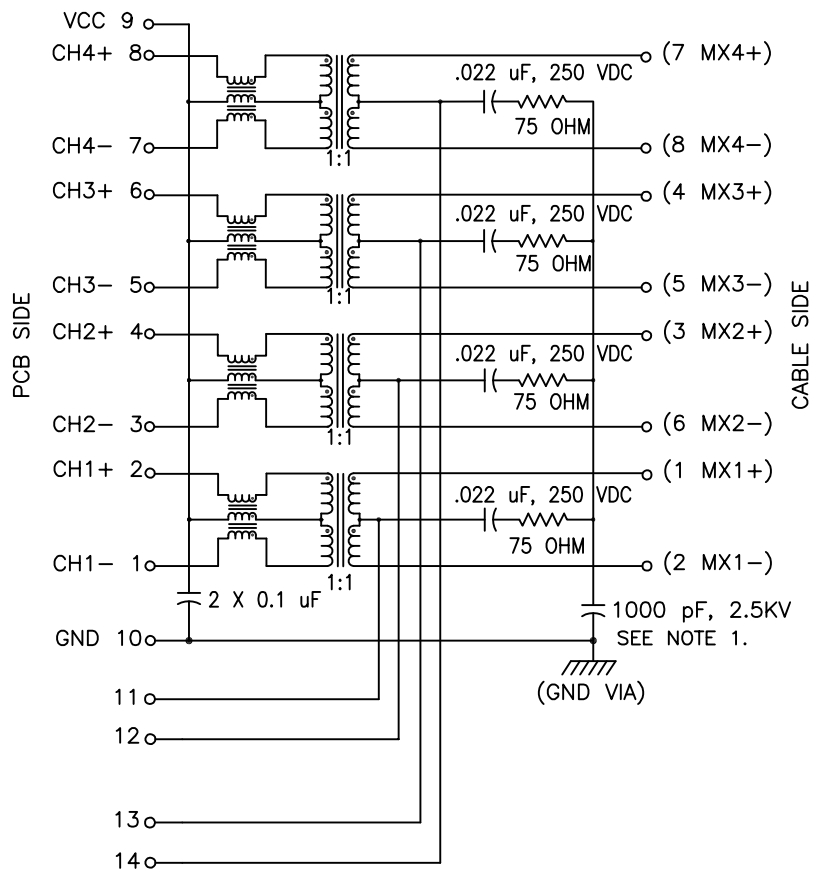 VCC 9
CH4+ 8
(7 MX4+)
.022 uF, 250 VDC
75 OHM
CH4- 7
(8 MX4-)
1:1
CH3+ 6
(4 MX3+)
.022 uF, 250 VDC
75 OHM
CH3- 5
(5 MX3-)
1:1
PCB SIDE
CABLE SIDE
CH2+ 4
(3 MX2+)
.022 uF, 250 VDC
75 OHM
CH2- 3
(6 MX2-)
1:1
CH1+ 2
(1 MX1+)
.022 uF, 250 VDC
75 OHM
CH1- 1
(2 MX1-)
1:1
2 X 0.1 uF
1000 pF, 2.5KV
GND 10
SEE NOTE 1.
(GND VIA)
11
12
13
14